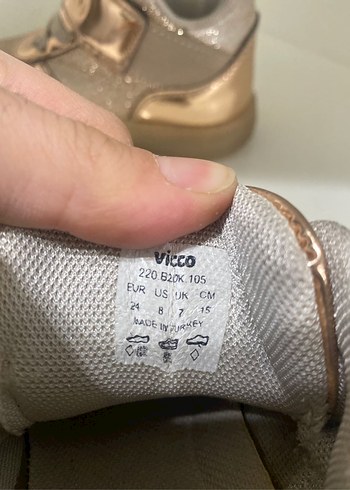 Vicco
220 B20K 105
EUR US UK CM
24 8 7 15
MADE IN TURKEY